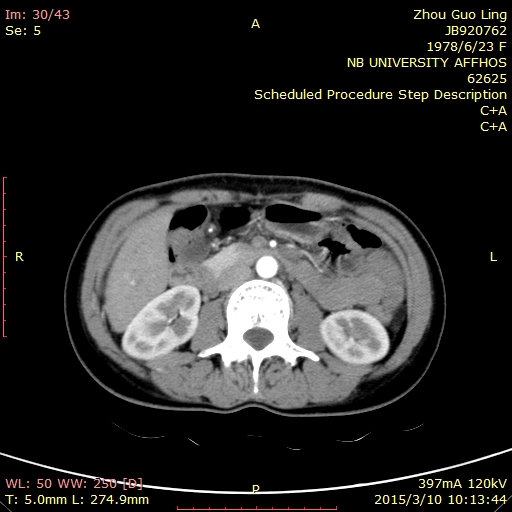 Im: 30/43
Se: 5
A
Zhou Guo Ling
JB920762
1978/6/23 F
NB UNIVERSITY AFFHOS
62625
Scheduled Procedure Step Description
C+A
C+A
R
L
WL: 50 WW: 250 [D]
T: 5.0mm L: 274.9mm
P
397mA 120kV
2015/3/10 10:13:44